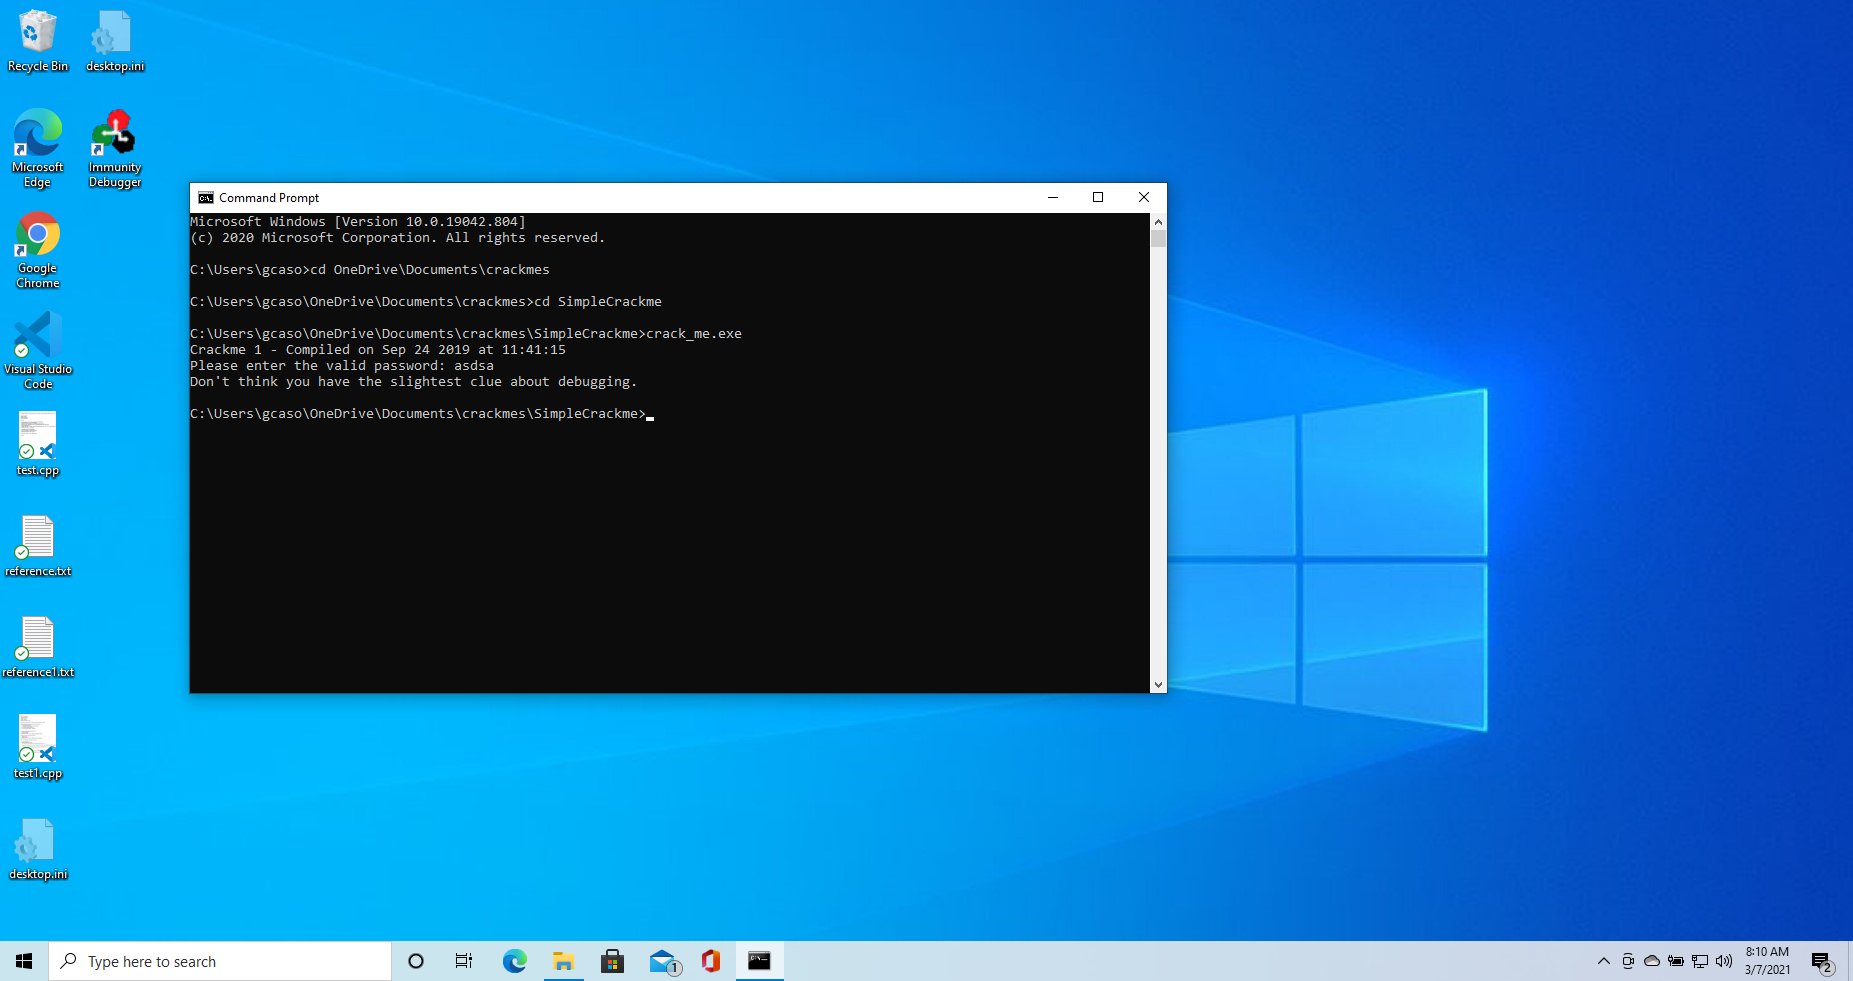 Recycle Bin
desktop.ini
Microsoft
Edge
Immunity
Debugger
Google
Chrome
Visual Studio
Code
test.cpp
reference.txt
reference1.txt
test1.cpp
desktop.ini
Command Prompt
Microsoft Windows [Version 10.0.19042.804]
(c) 2020 Microsoft Corporation. All rights reserved.
C:\Users\gcaso>cd OneDrive\Documents\crackmes
C:\Users\gcaso\OneDrive\Documents\crackmes>cd SimpleCrackme
C:\Users\gcaso\OneDrive\Documents\crackmes\SimpleCrackme>crack_me.exe
Crackme 1 - Compiled on Sep 24 2019 at 11:41:15
Please enter the valid password: asdsa
Don't think you have the slightest clue about debugging.
C:\Users\gcaso\OneDrive\Documents\crackmes\SimpleCrackme>
Type here to search
1
8:10 AM
3/7/2021
2